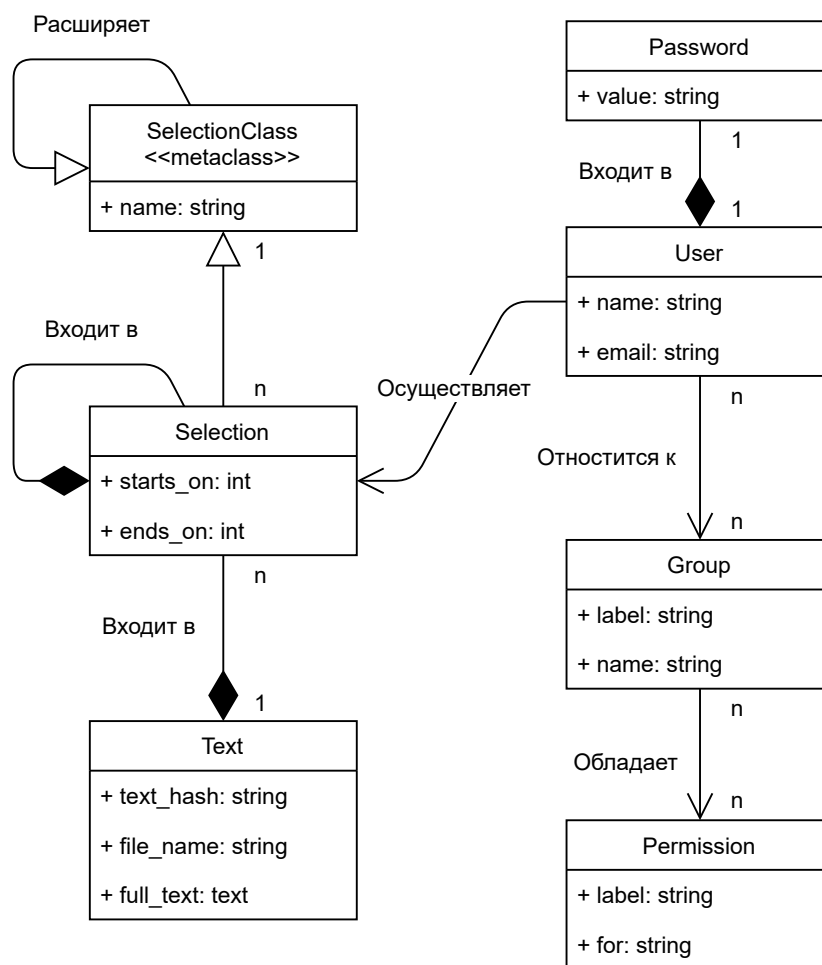 Расширяет
SelectionClass
<<metaclass>>
+ name: string
1
Входит в
n
Selection
+ starts_on: int
+ ends_on: int
n
Входит в
1
Text
+ text_hash: string
+ file_name: string
+ full_text: text
Осуществляет
Password
+ value: string
1
Входит в
1
User
+ name: string
+ email: string
n
Отностится к
n
Group
+ label: string
+ name: string
n
Обладает
n
Permission
+ label: string
+ for: string